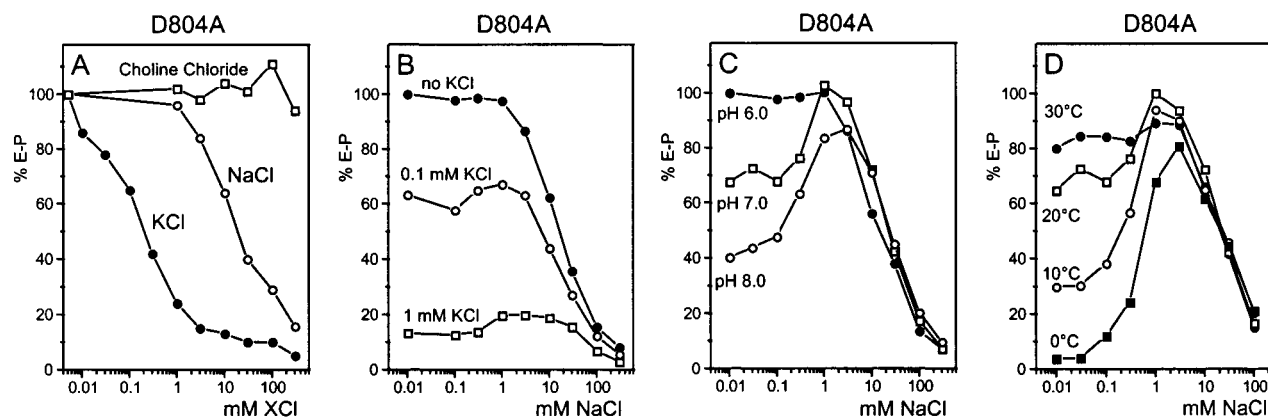 D804A
D804A
D804A
D804A
A
Choline Chloride
NaCl
KCl
% E-P
100
80
60
40
20
0
0.01
0.1
1
10
100
mM XCl
B
no KCl
0.1 mM KCl
1 mM KCl
% E-P
100
80
60
40
20
0
0.01
0.1
1
10
100
mM NaCl
C
pH 6.0
pH 7.0
pH 8.0
% E-P
100
80
60
40
20
0
0.01
0.1
1
10
100
mM NaCl
D
30°C
20°C
10°C
0°C
% E-P
100
80
60
40
20
0
0.01
0.1
1
10
100
mM NaCl